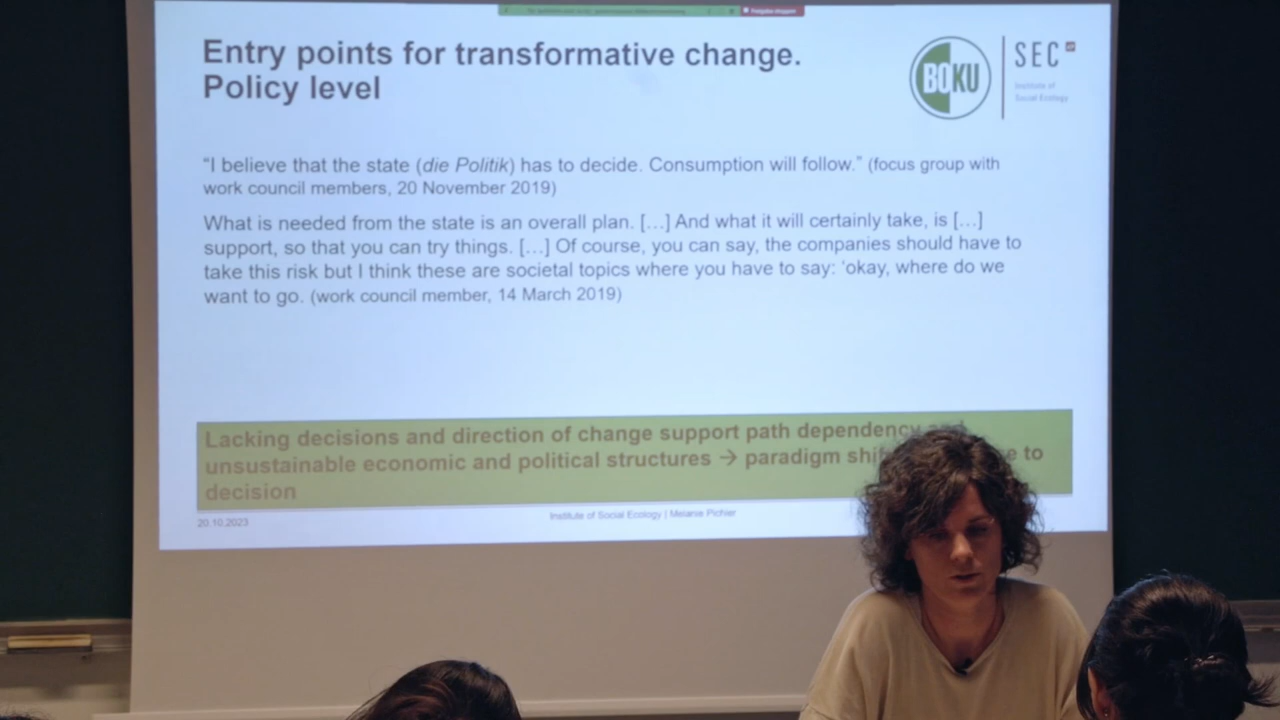 Entry points for transformative change.
Policy level
BOKU
SEC
Institute of
Social Ecology
“I believe that the state (die Politik) has to decide. Consumption will follow.” (focus group with
work council members, 20 November 2019)
What is needed from the state is an overall plan. […] And what it will certainly take, is […]
support, so that you can try things. […] Of course, you can say, the companies should have to
take this risk but I think these are societal topics where you have to say: ‘okay, where do we
want to go. (work council member, 14 March 2019)
Lacking decisions and direction of change support path dependency
unsustainable economic and political structures → paradigm to
decision
20.10.2023
Institute of Social Ecology | Melanie Pichler